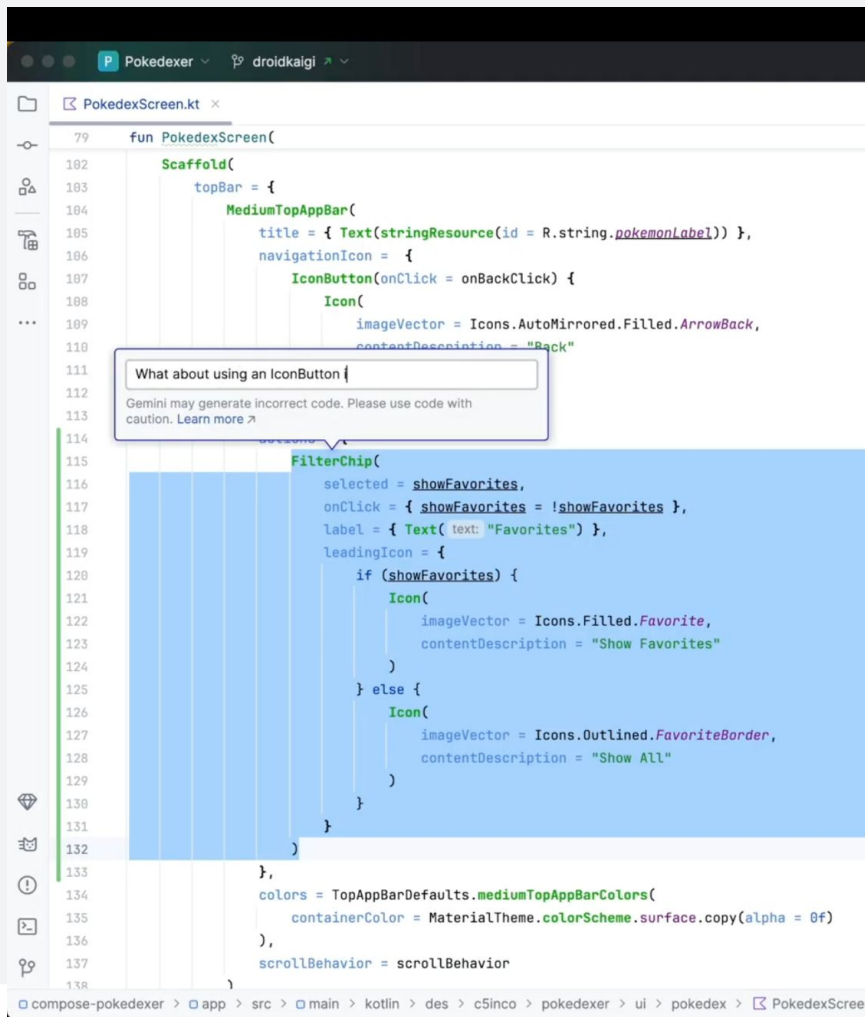 P Pokedexer droidkaigi
PokedexScreen.kt
79 fun PokedexScreen(
102 Scaffold(
103 topBar = {
104 MediumTopAppBar(
105 title = { Text(stringResource(id = R.string.pokemonLabel)) },
106 navigationIcon = {
107 IconButton(onClick = onBackClick) {
108 Icon(
109 imageVector = Icons.AutoMirrored.Filled.ArrowBack,
110 contentDescription = "Back"
111
What about using an IconButton i
112
Gemini may generate incorrect code. Please use code with
113
caution. Learn more ↗
114 actions = {
115 FilterChip(
116 selected = showFavorites,
117 onClick = { showFavorites = !showFavorites },
118 label = { Text( text: "Favorites") },
119 leadingIcon = {
120 if (showFavorites) {
121 Icon(
122 imageVector = Icons.Filled.Favorite,
123 contentDescription = "Show Favorites"
124 )
125 } else {
126 Icon(
127 imageVector = Icons.Outlined.FavoriteBorder,
128 contentDescription = "Show All"
129 )
130 }
131 }
132 )
133 },
134 colors = TopAppBarDefaults.mediumTopAppBarColors(
135 containerColor = MaterialTheme.colorScheme.surface.copy(alpha = 0f)
136 ),
137 scrollBehavior = scrollBehavior
138 )
compose-pokedexer > app > src > main > kotlin > des > c5inco > pokedexer > ui > pokedex > PokedexScree